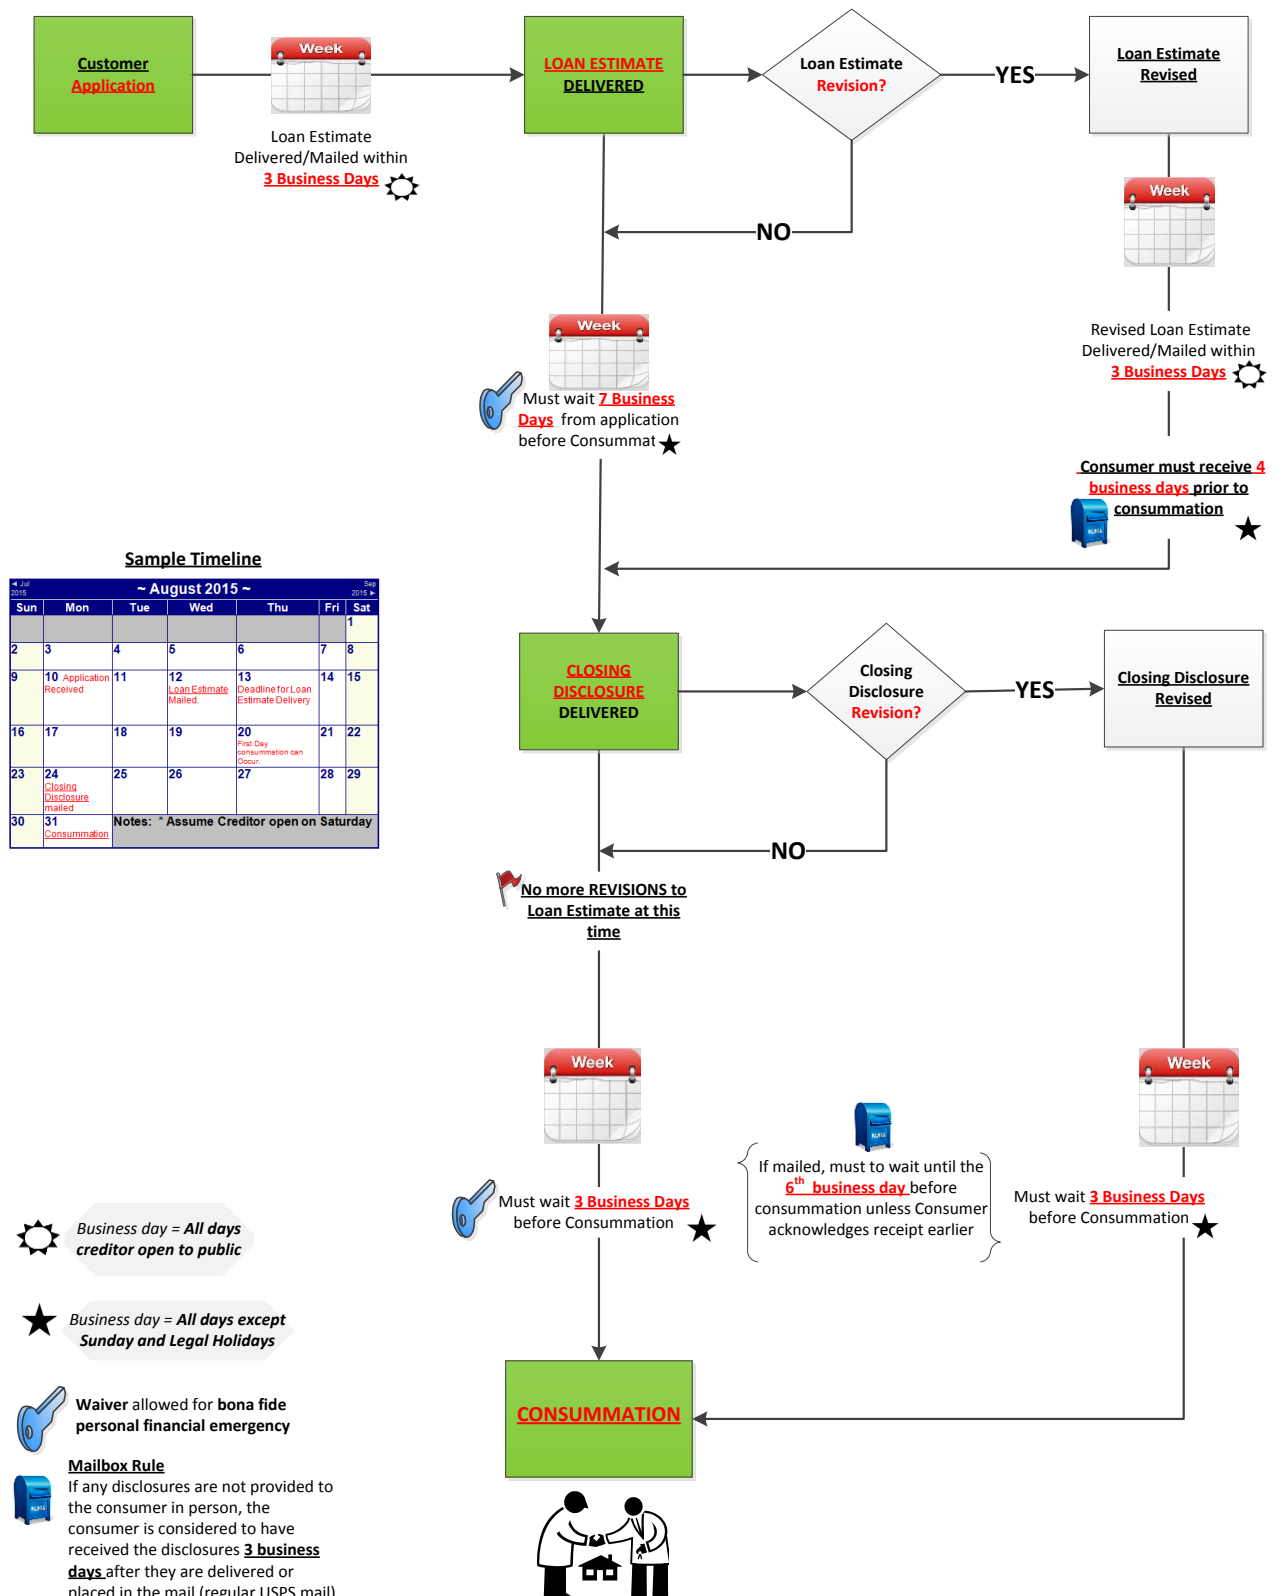 Customer
Application
Week
Loan Estimate
Delivered/Mailed within
3 Business Days
LOAN ESTIMATE
DELIVERED
Loan Estimate
Revision?
YES
Loan Estimate
Revised
NO
Week
Revised Loan Estimate
Delivered/Mailed within
3 Business Days
Week
Must wait 7 Business
Days from application
before Consummat
Consumer must receive 4
business days prior to
consummation
Sample Timeline
◄ Jul
2015
~ August 2015 ~
Sep
2015 ►
Sun Mon Tue Wed Thu Fri Sat
1
2 3 4 5 6 7 8
9 10 Application
Received
11 12
Loan Estimate
Mailed.
13
Deadline for Loan
Estimate Delivery
14 15
16 17 18 19 20
First Day
consummation can
Occur.
21 22
23 24
Closing
Disclosure
mailed
25 26 27 28 29
30 31
Consummation
Notes: * Assume Creditor open on Saturday
CLOSING
DISCLOSURE
DELIVERED
Closing
Disclosure
Revision?
YES
Closing Disclosure
Revised
NO
No more REVISIONS to
Loan Estimate at this
time
Week
Must wait 3 Business Days
before Consummation
If mailed, must to wait until the
6th business day before
consummation unless Consumer
acknowledges receipt earlier
Week
Must wait 3 Business Days
before Consummation
Business day = All days
creditor open to public
Business day = All days except
Sunday and Legal Holidays
Waiver allowed for bona fide
personal financial emergency
CONSUMMATION
Mailbox Rule
If any disclosures are not provided to
the consumer in person, the
consumer is considered to have
received the disclosures 3 business
days after they are delivered or
placed in the mail (regular USPS mail)